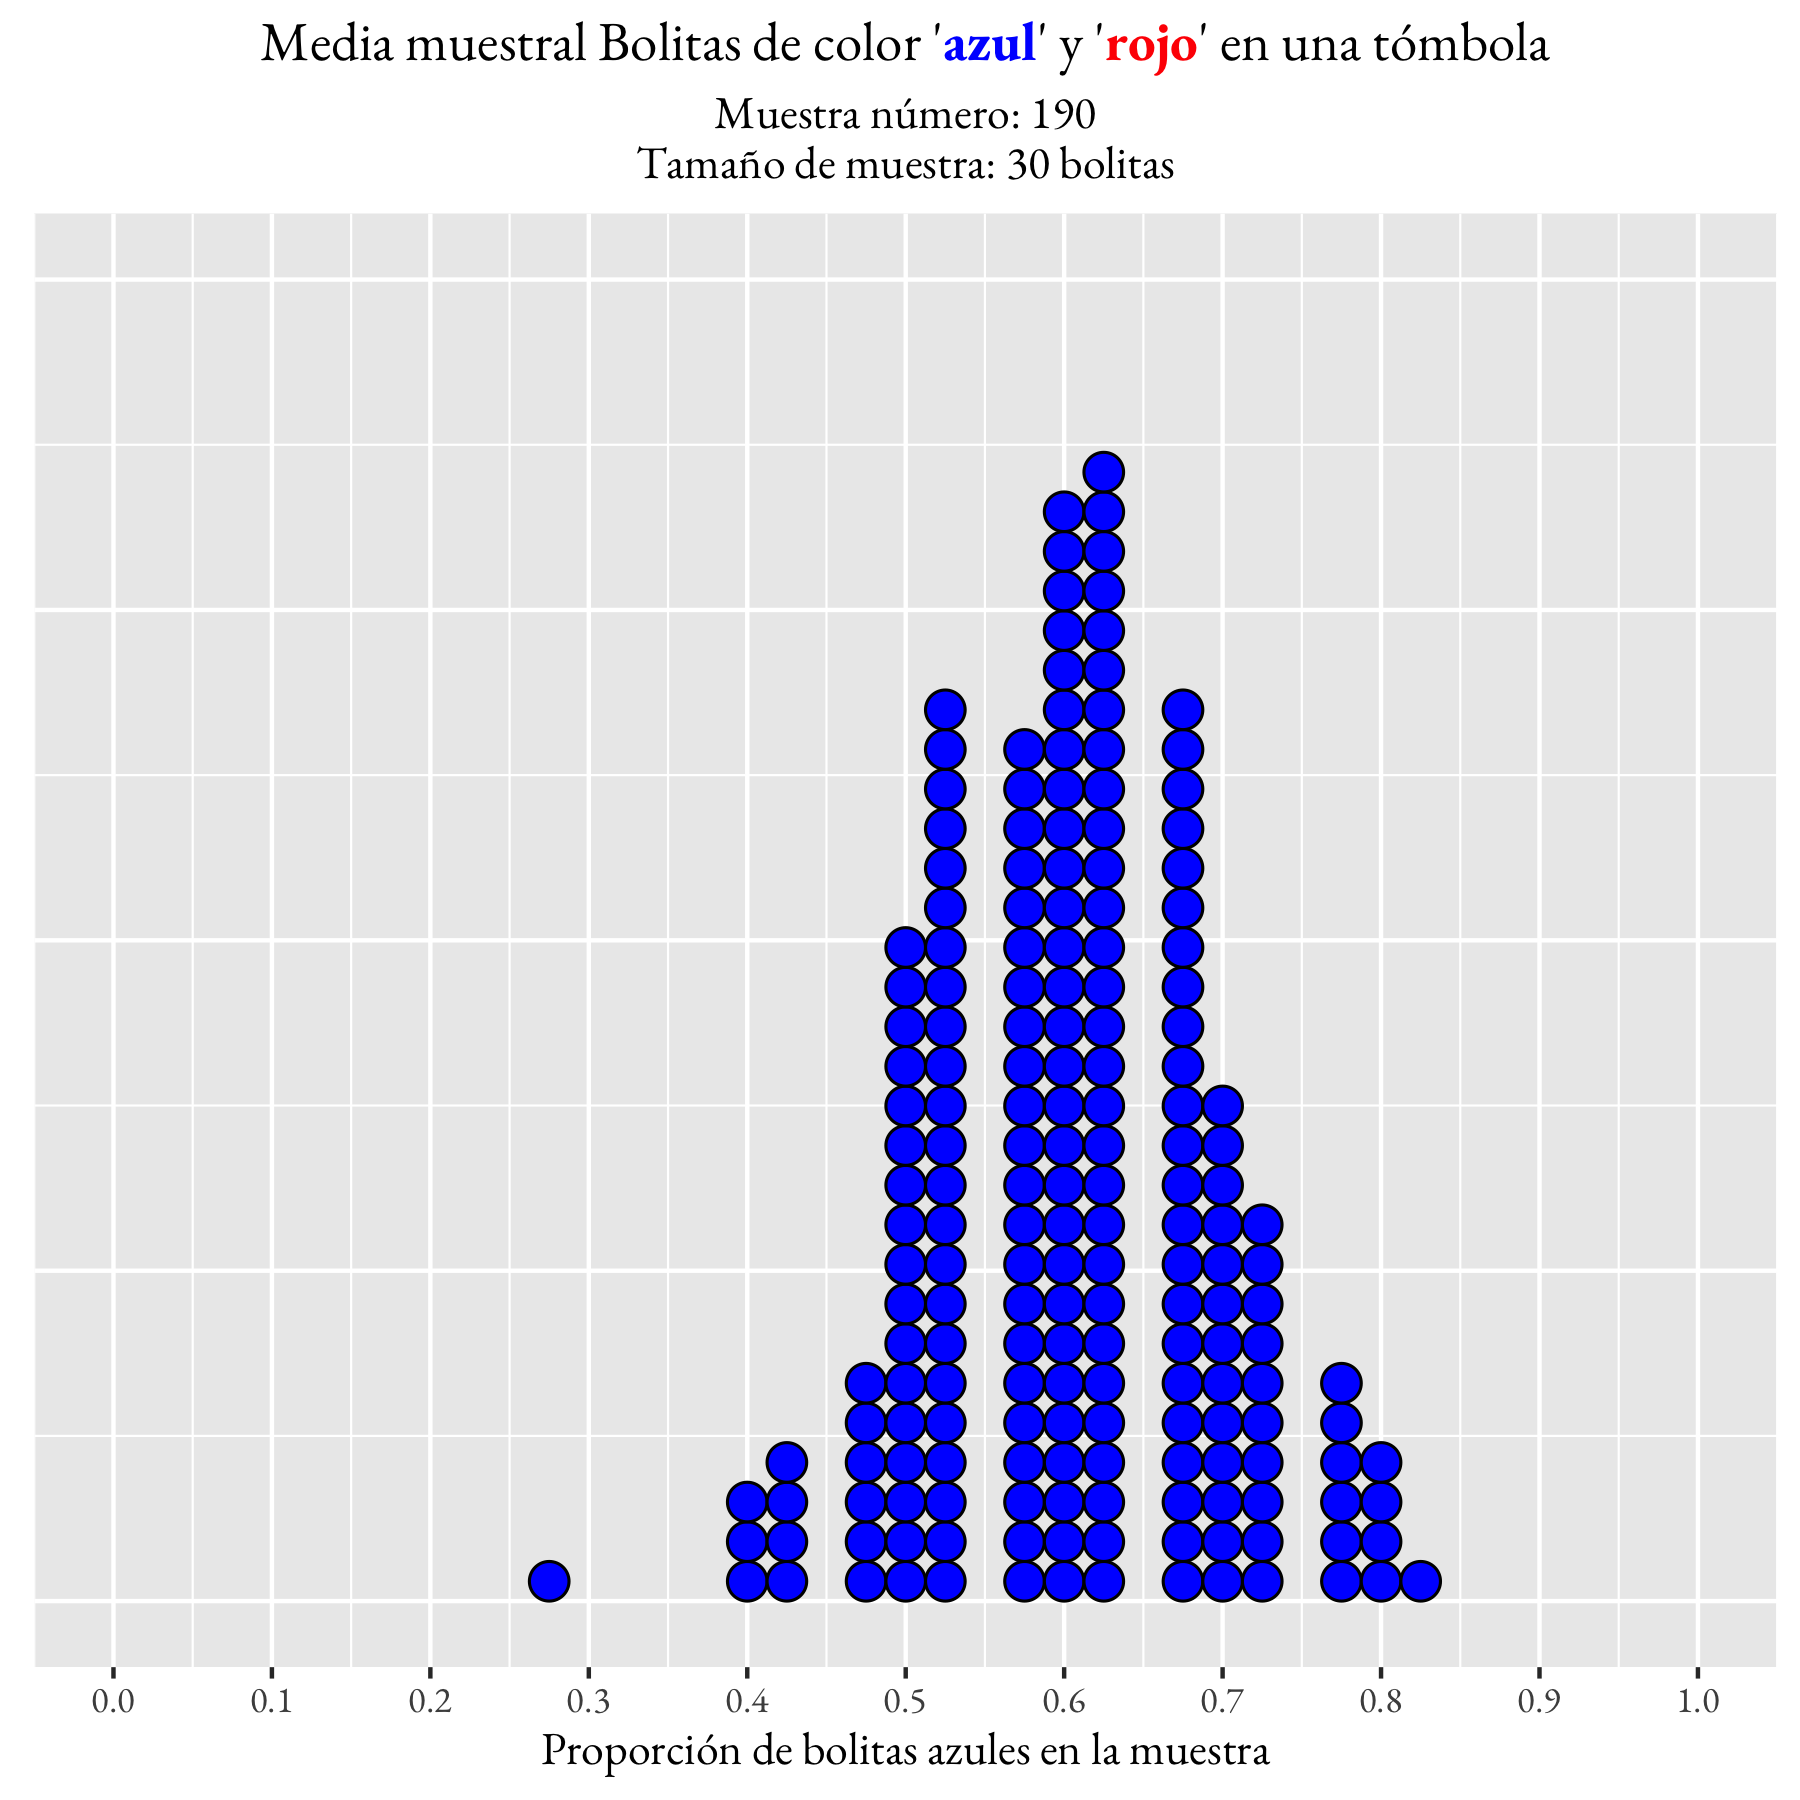 Media muestral Bolitas de color 'azul' y 'rojo' en una tómbola
Muestra número: 190
Tamaño de muestra: 30 bolitas
0.0 0.1 0.2 0.3 0.4 0.5 0.6 0.7 0.8 0.9 1.0
Proporción de bolitas azules en la muestra